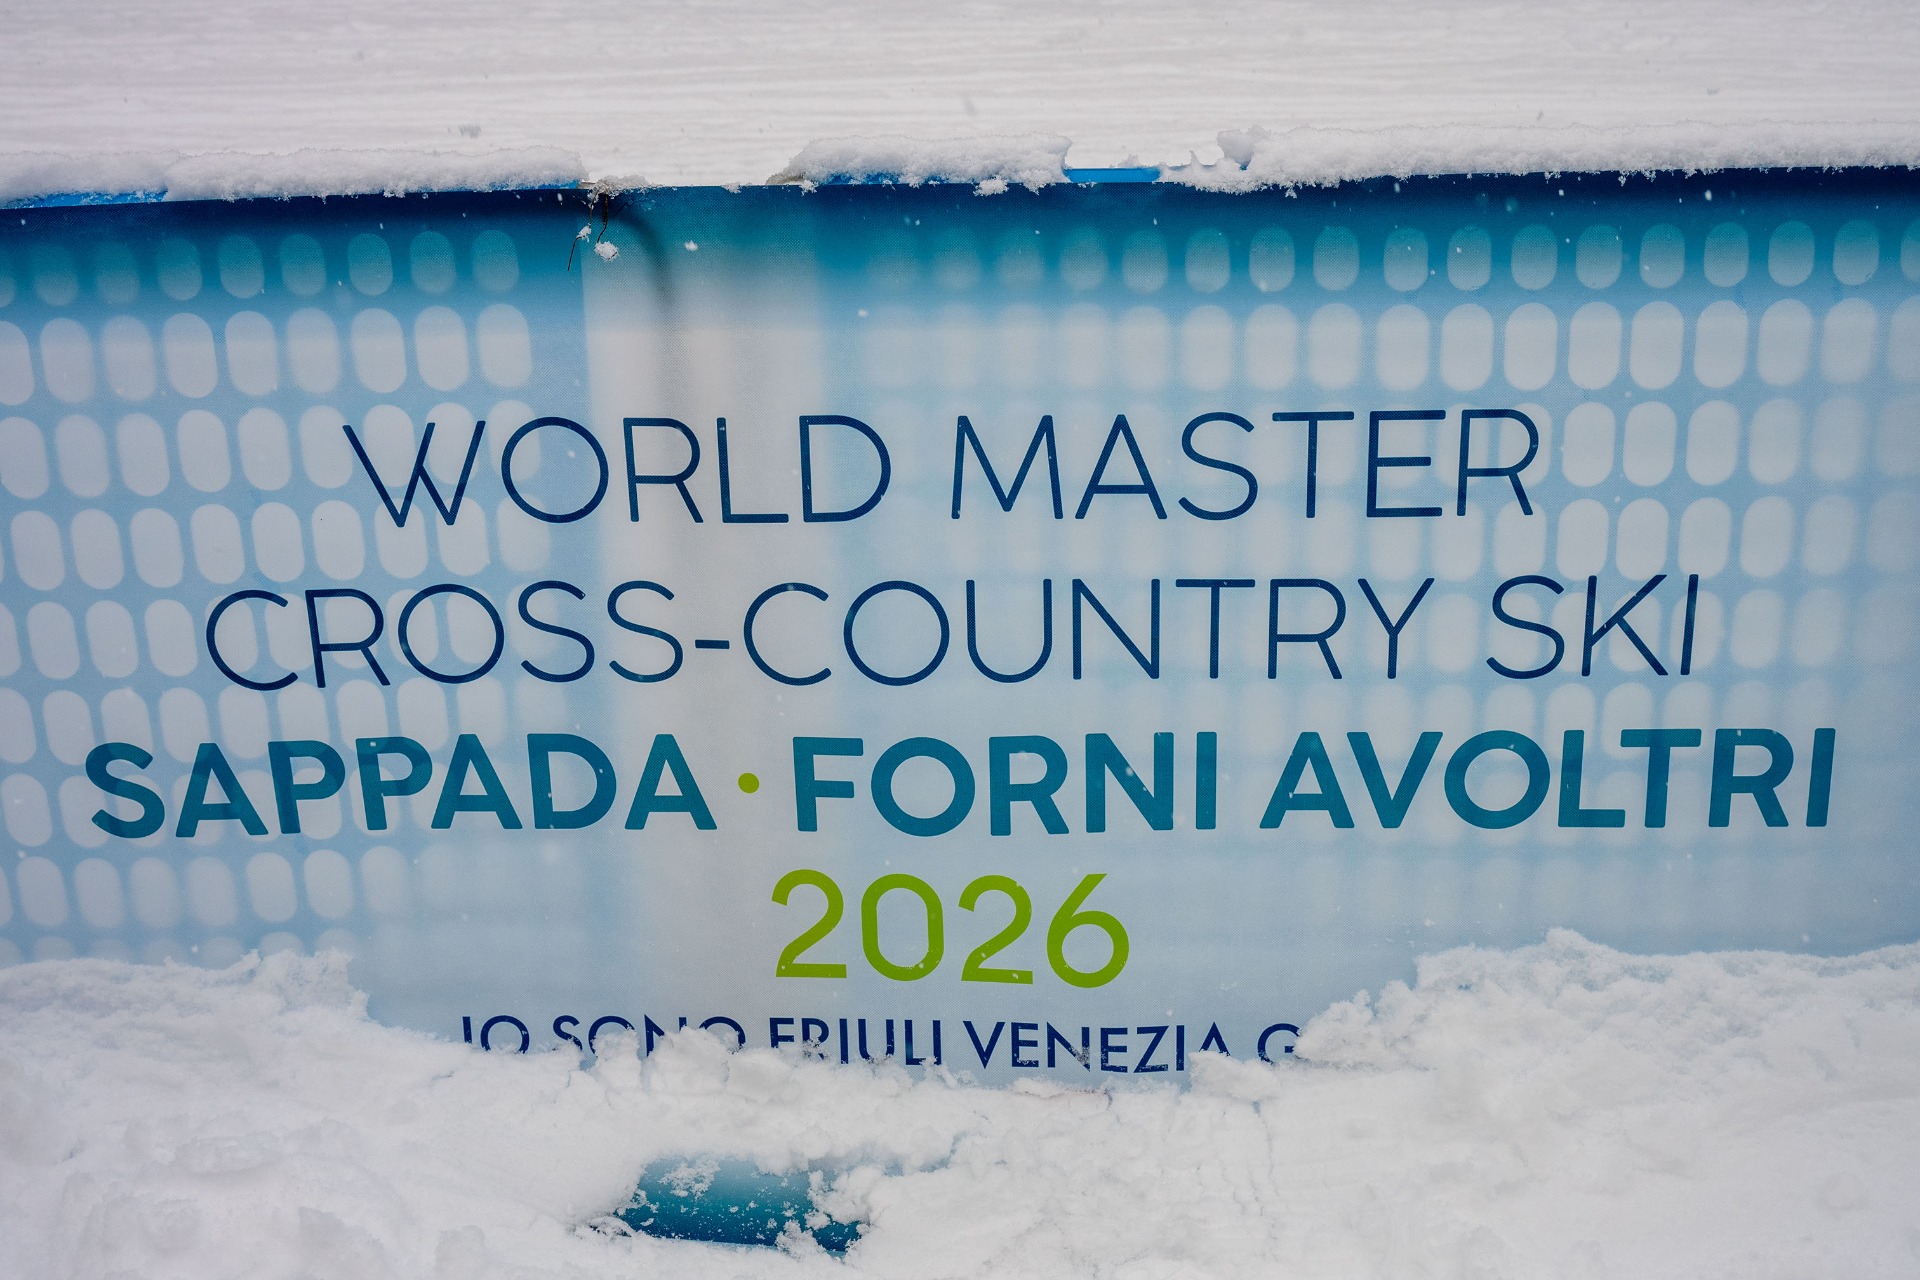 WORLD MASTER
CROSS-COUNTRY SKI
SAPPADA · FORNI AVOLTRI
2026
IO SONO FRIULI VENEZIA G